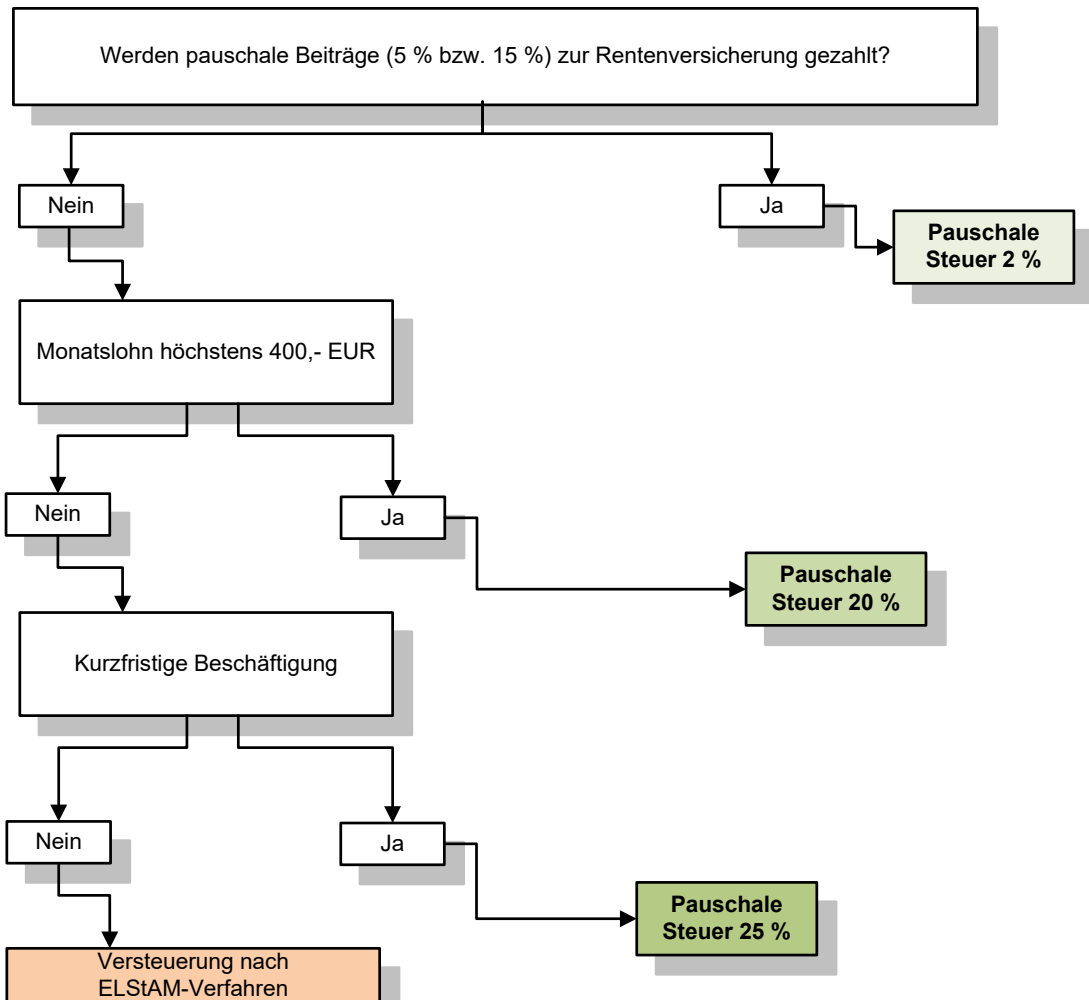 Werden pauschale Beiträge (5 % bzw. 15 %) zur Rentenversicherung gezahlt?
Nein
Ja
Pauschale
Steuer 2 %
Monatslohn höchstens 400,- EUR
Nein
Ja
Pauschale
Steuer 20 %
Kurzfristige Beschäftigung
Nein
Ja
Pauschale
Steuer 25 %
Versteuerung nach
ELStAM-Verfahren